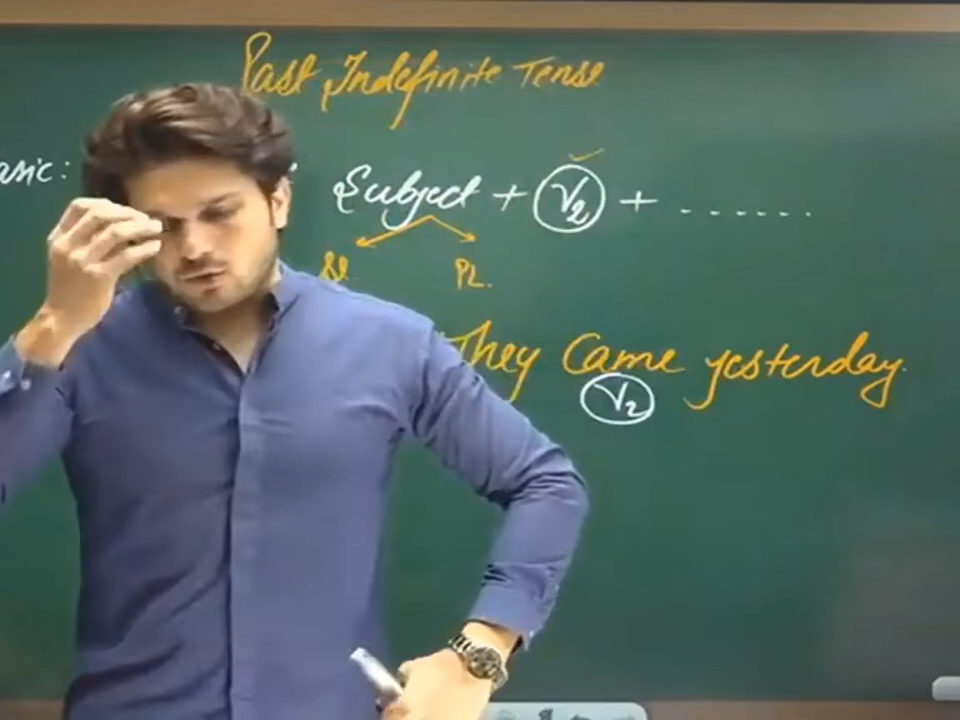 Past Indefinite Tense
asic: Subject + V2 + .......
PL.
They Came yesterday.
V2